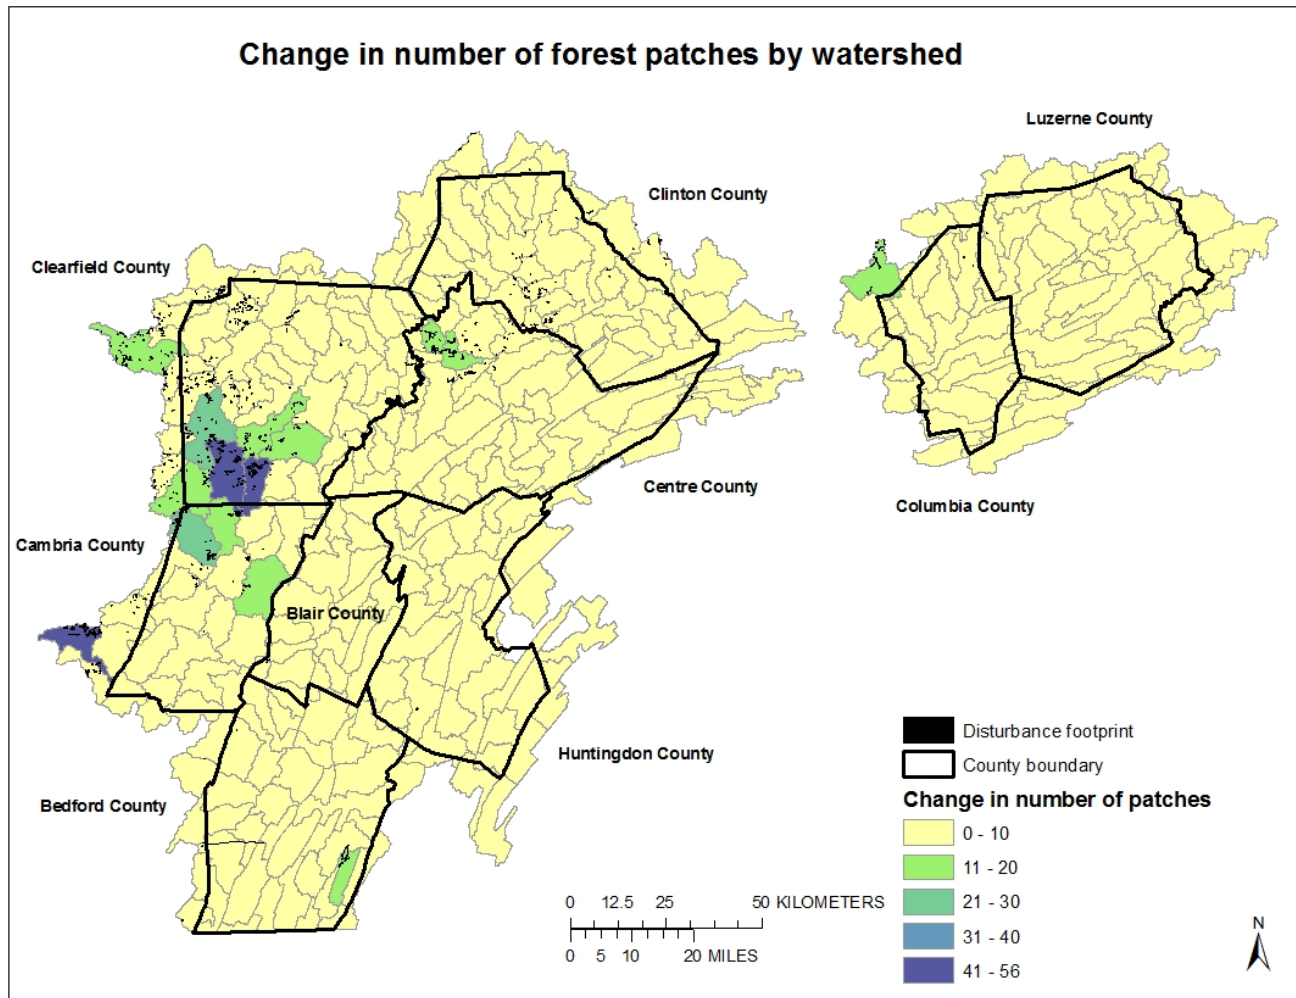 Change in number of forest patches by watershed
Luzerne County
Clinton County
Clearfield County
Centre County
Columbia County
Cambria County
Blair County
Huntingdon County
Bedford County
Disturbance footprint
County boundary
Change in number of patches
0 - 10
11 - 20
21 - 30
31 - 40
41 - 56
0 12.5 25 50 KILOMETERS
0 5 10 20 MILES
N